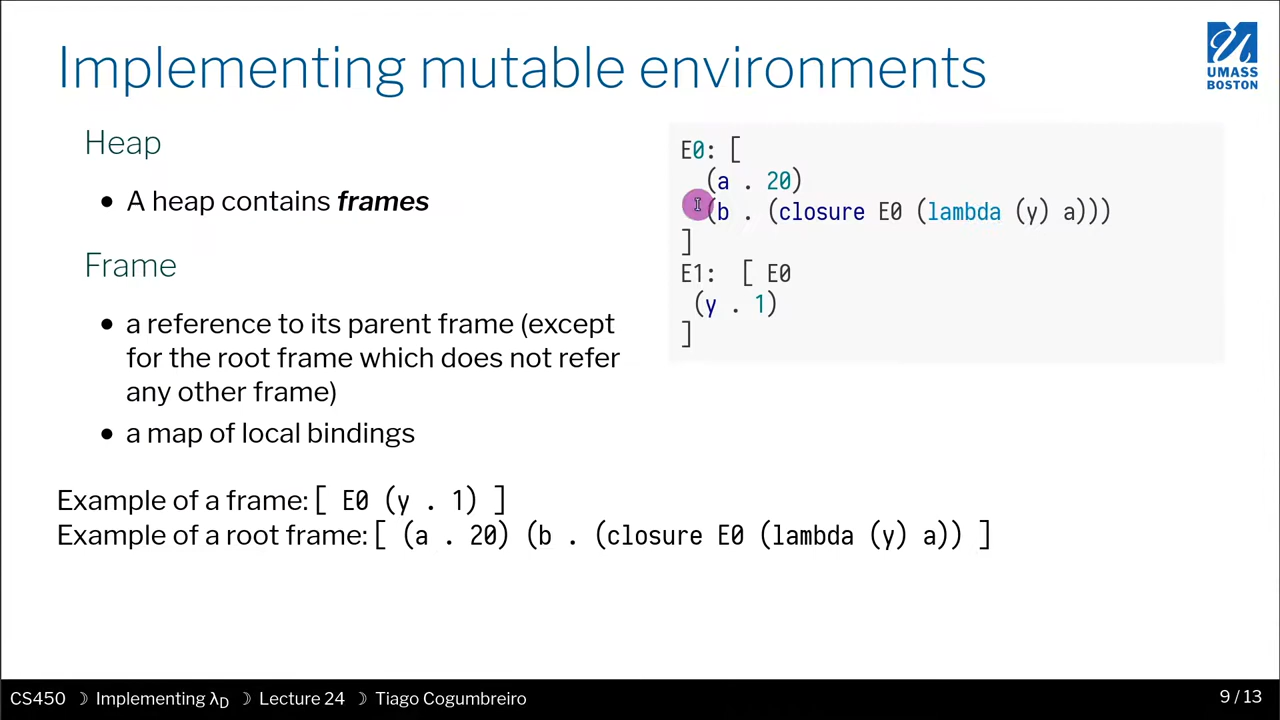 Implementing mutable environments
UMASS
BOSTON
Heap
• A heap contains frames
Frame
• a reference to its parent frame (except
for the root frame which does not refer
any other frame)
• a map of local bindings
E0: [
(a . 20)
(b . (closure E0 (lambda (y) a)))
]
E1: [ E0
(y . 1)
]
Example of a frame: [ E0 (y . 1) ]
Example of a root frame: [ (a . 20) (b . (closure E0 (lambda (y) a)) ]
CS450 ☽ Implementing λD ☽ Lecture 24 ☽ Tiago Cogumbreiro
9 / 13